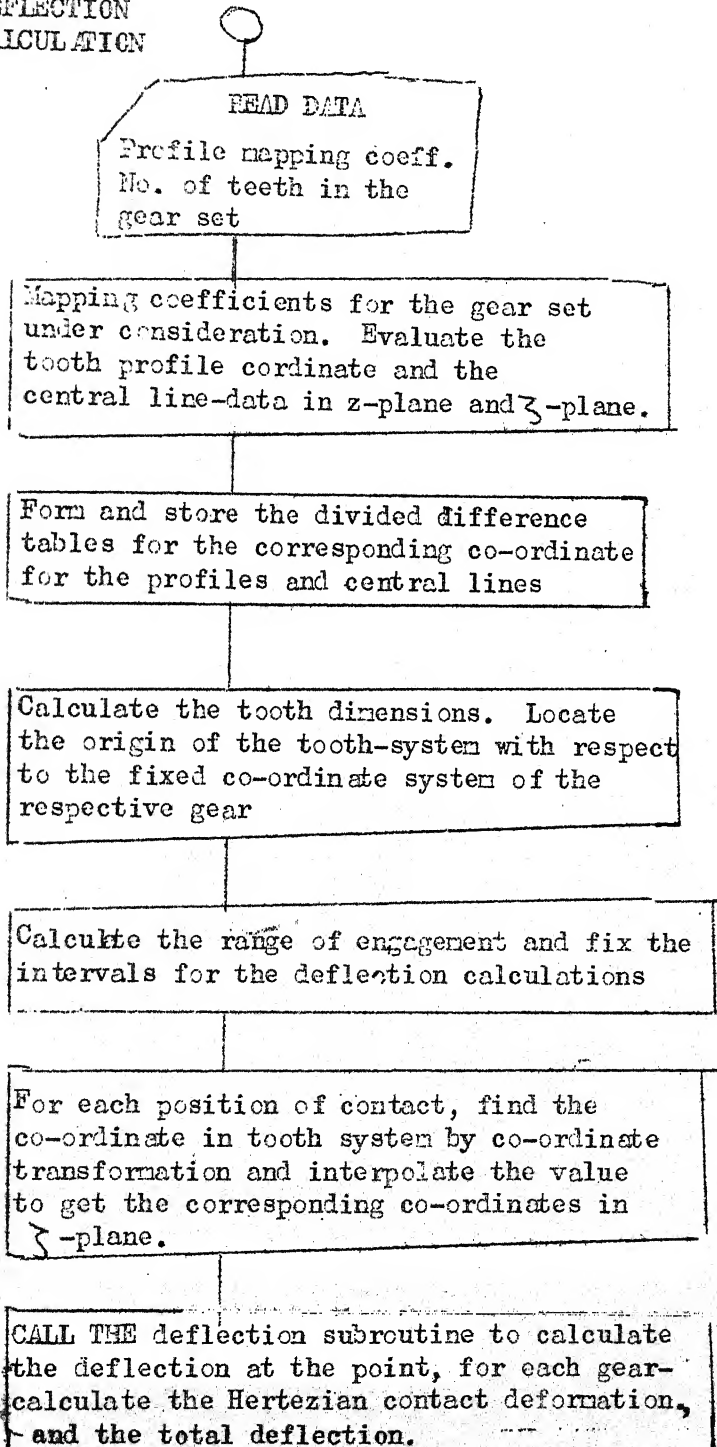 EFLECTION
ALCULATION
READ DATA
Profile mapping coeff.
No. of teeth in the
gear set
Mapping coefficients for the gear set
under consideration. Evaluate the
tooth profile cordinate and the
central line-data in z-plane and ζ-plane.
Form and store the divided difference
tables for the corresponding co-ordinate
for the profiles and central lines
Calculate the tooth dimensions. Locate
the origin of the tooth-system with respect
to the fixed co-ordinate system of the
respective gear
Calcukte the range of engagement and fix the
intervals for the deflection calculations
For each position of contact, find the
co-ordinate in tooth system by co-ordinate
transformation and interpolate the value
to get the corresponding co-ordinates in
ζ-plane.
CALL THE deflection subroutine to calculate
the deflection at the point, for each gear-
calculate the Hertezian contact deformation,
and the total deflection.